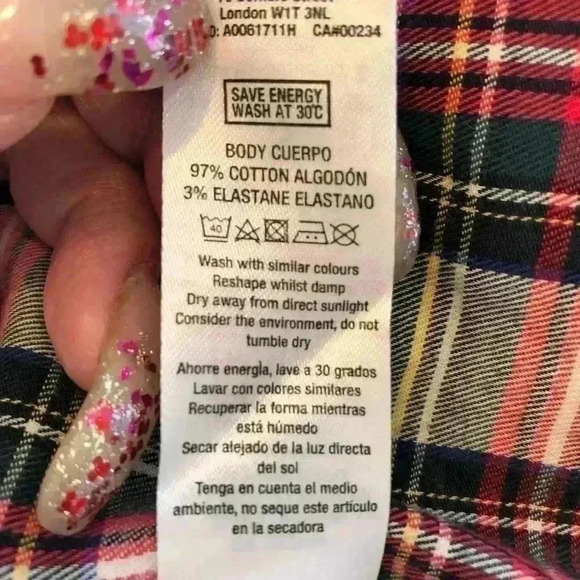 London W1T 3NL
A0061711H CA#00234
SAVE ENERGY
WASH AT 30°C
BODY CUERPO
97% COTTON ALGODÓN
3% ELASTANE ELASTANO
40
Wash with similar colours
Reshape whilst damp
Dry away from direct sunlight
Consider the environment, do not
tumble dry
Ahorre energía, lave a 30 grados
Lavar con colores similares
Recuperar la forma mientras
está húmedo
Secar alejado de la luz directa
del sol
Tenga en cuenta el medio
ambiente, no seque este artículo
en la secadora